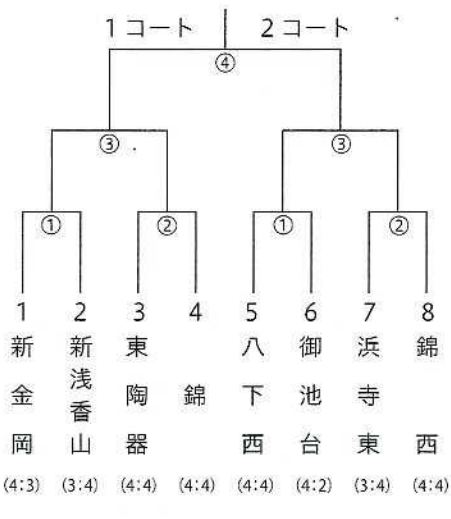 1コート 2コート
④
③ ③
① ② ① ②
1 2 3 4 5 6 7 8
新金岡 新浅香山 東陶器 錦 八下西 御池台 浜寺東 錦西
(4:3) (3:4) (4:4) (4:4) (4:4) (4:2) (3:4) (4:4)